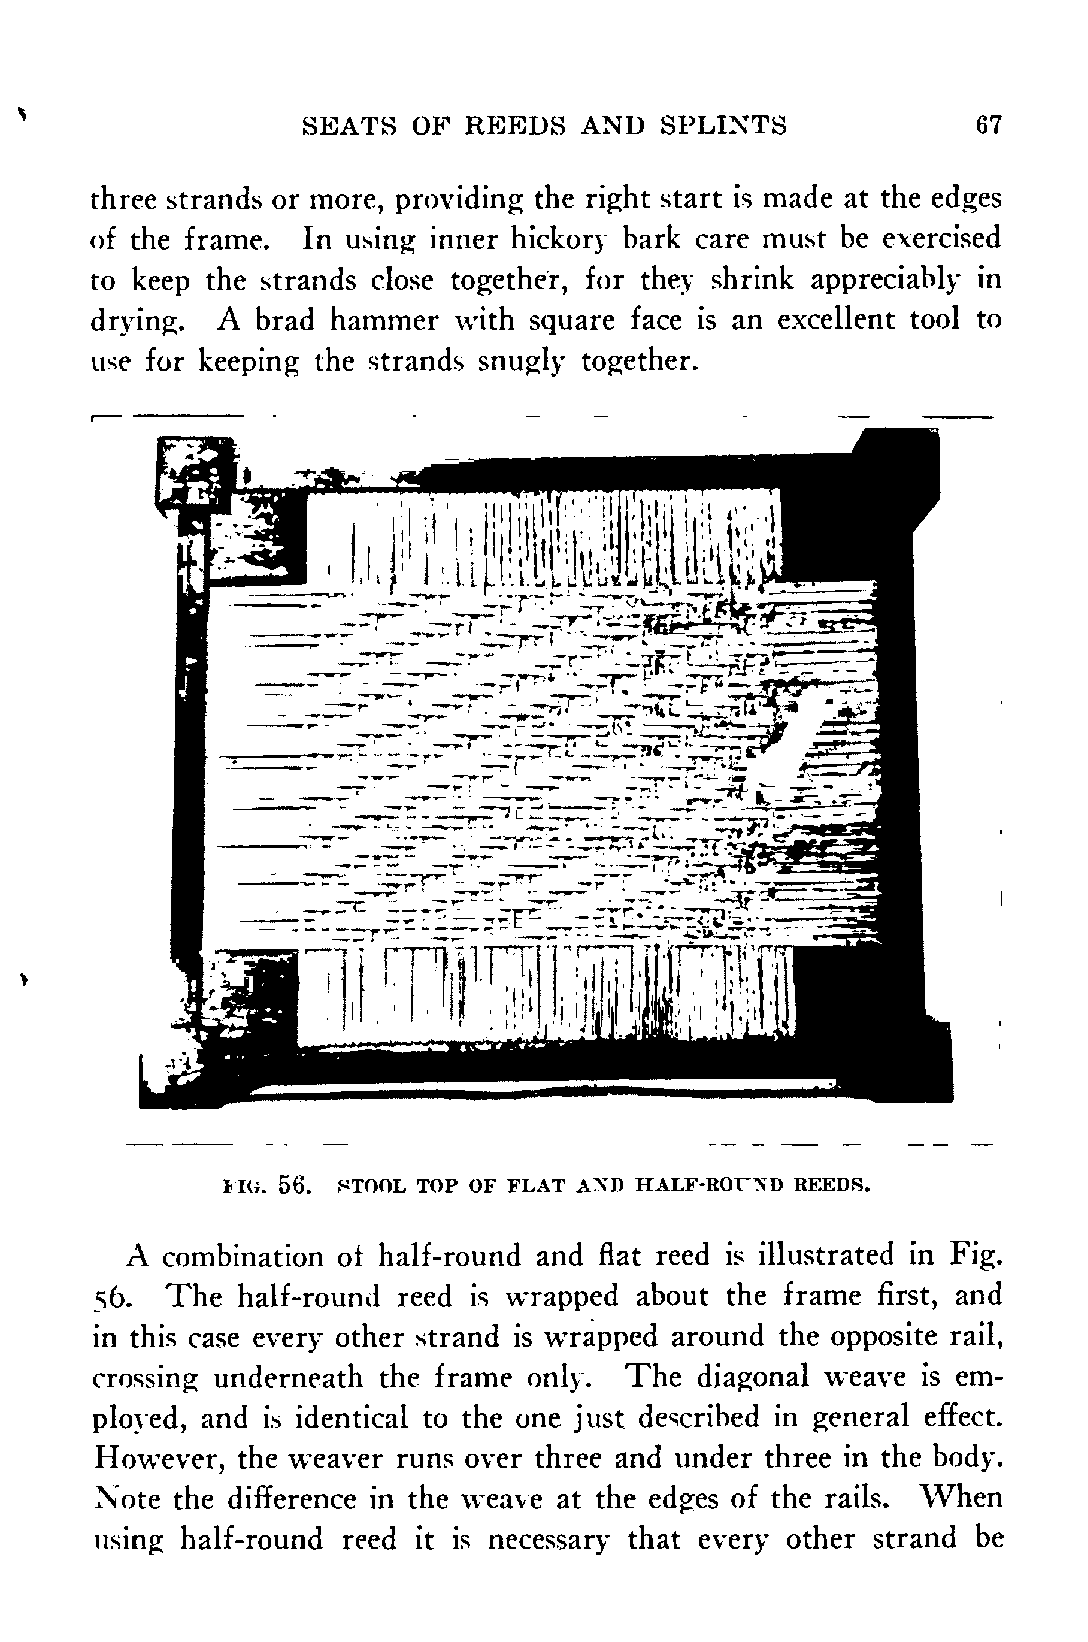 SEATS OF REEDS AND SPLINTS 67
three strands or more, providing the right start is made at the edges
of the frame. In using inner hickory bark care must be exercised
to keep the strands close together, for they shrink appreciably in
drying. A brad hammer with square face is an excellent tool to
use for keeping the strands snugly together.
FIG. 56. STOOL TOP OF FLAT AND HALF-ROUND REEDS.
A combination of half-round and flat reed is illustrated in Fig.
56. The half-round reed is wrapped about the frame first, and
in this case every other strand is wrapped around the opposite rail,
crossing underneath the frame only. The diagonal weave is em-
ployed, and is identical to the one just described in general effect.
However, the weaver runs over three and under three in the body.
Note the difference in the weave at the edges of the rails. When
using half-round reed it is necessary that every other strand be